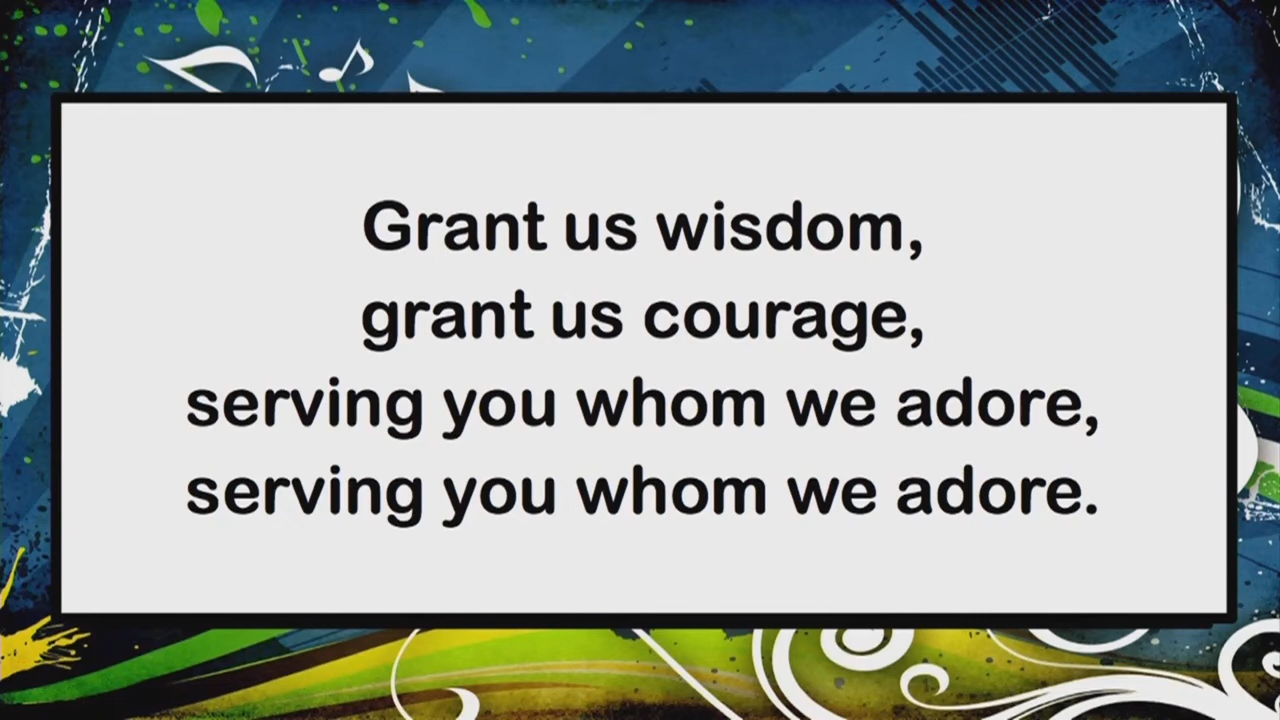 Grant us wisdom,
grant us courage,
serving you whom we adore,
serving you whom we adore.